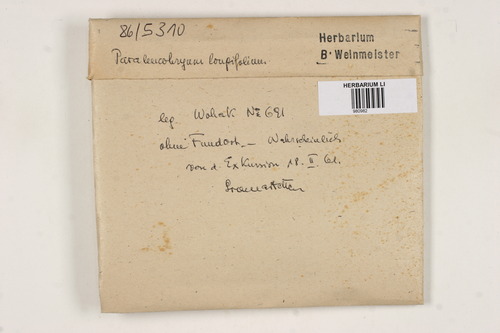 86/5310
Herbarium
B. Weinmeister
Paraleucobryum longifolium.
HERBARIUM LI
leg. Wohak No 691
ohne Fundort – Wahrscheinlich
von d. Exkursion 18. II. 61.